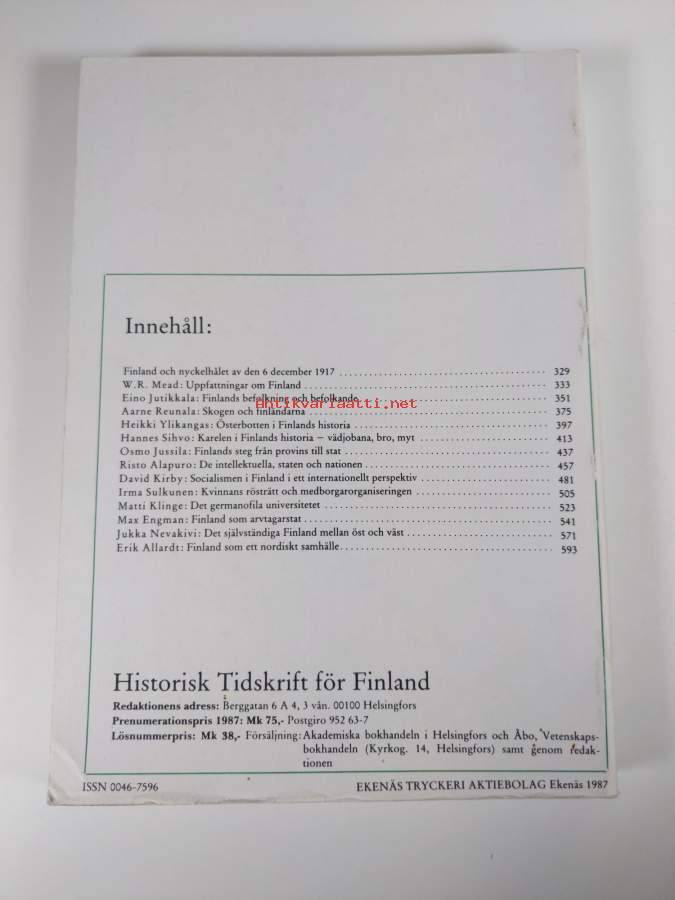 Innehåll:
Finland och nyckelhålet av den 6 december 1917 ........ 329
W.R. Mead: Uppfattningar om Finland ........ 333
Eino Jutikkala: Finlands befolkning och befolkande ........ 351
antikvariaatti.net
Aarne Reunala: Skogen och finländarna ........ 375
Heikki Ylikangas: Österbotten i Finlands historia ........ 397
Hannes Sihvo: Karelen i Finlands historia – vädjobana, bro, myt ........ 413
Osmo Jussila: Finlands steg från provins till stat ........ 437
Risto Alapuro: De intellektuella, staten och nationen ........ 457
David Kirby: Socialismen i Finland i ett internationellt perspektiv ........ 481
Irma Sulkunen: Kvinnans rösträtt och medborgarorganiseringen ........ 505
Matti Klinge: Det germanofila universitetet ........ 523
Max Engman: Finland som arvtagarstat ........ 541
Jukka Nevakivi: Det självständiga Finland mellan öst och väst ........ 571
Erik Allardt: Finland som ett nordiskt samhälle ........ 593
Historisk Tidskrift för Finland
Redaktionens adress: Berggatan 6 A 4, 3 vån. 00100 Helsingfors
Prenumerationspris 1987: Mk 75,- Postgiro 952 63-7
Lösnummerpris: Mk 38,- Försäljning: Akademiska bokhandeln i Helsingfors och Åbo, Vetenskaps-
bokhandeln (Kyrkog. 14, Helsingfors) samt genom redak-
tionen
ISSN 0046-7596 EKENÄS TRYCKERI AKTIEBOLAG Ekenäs 1987